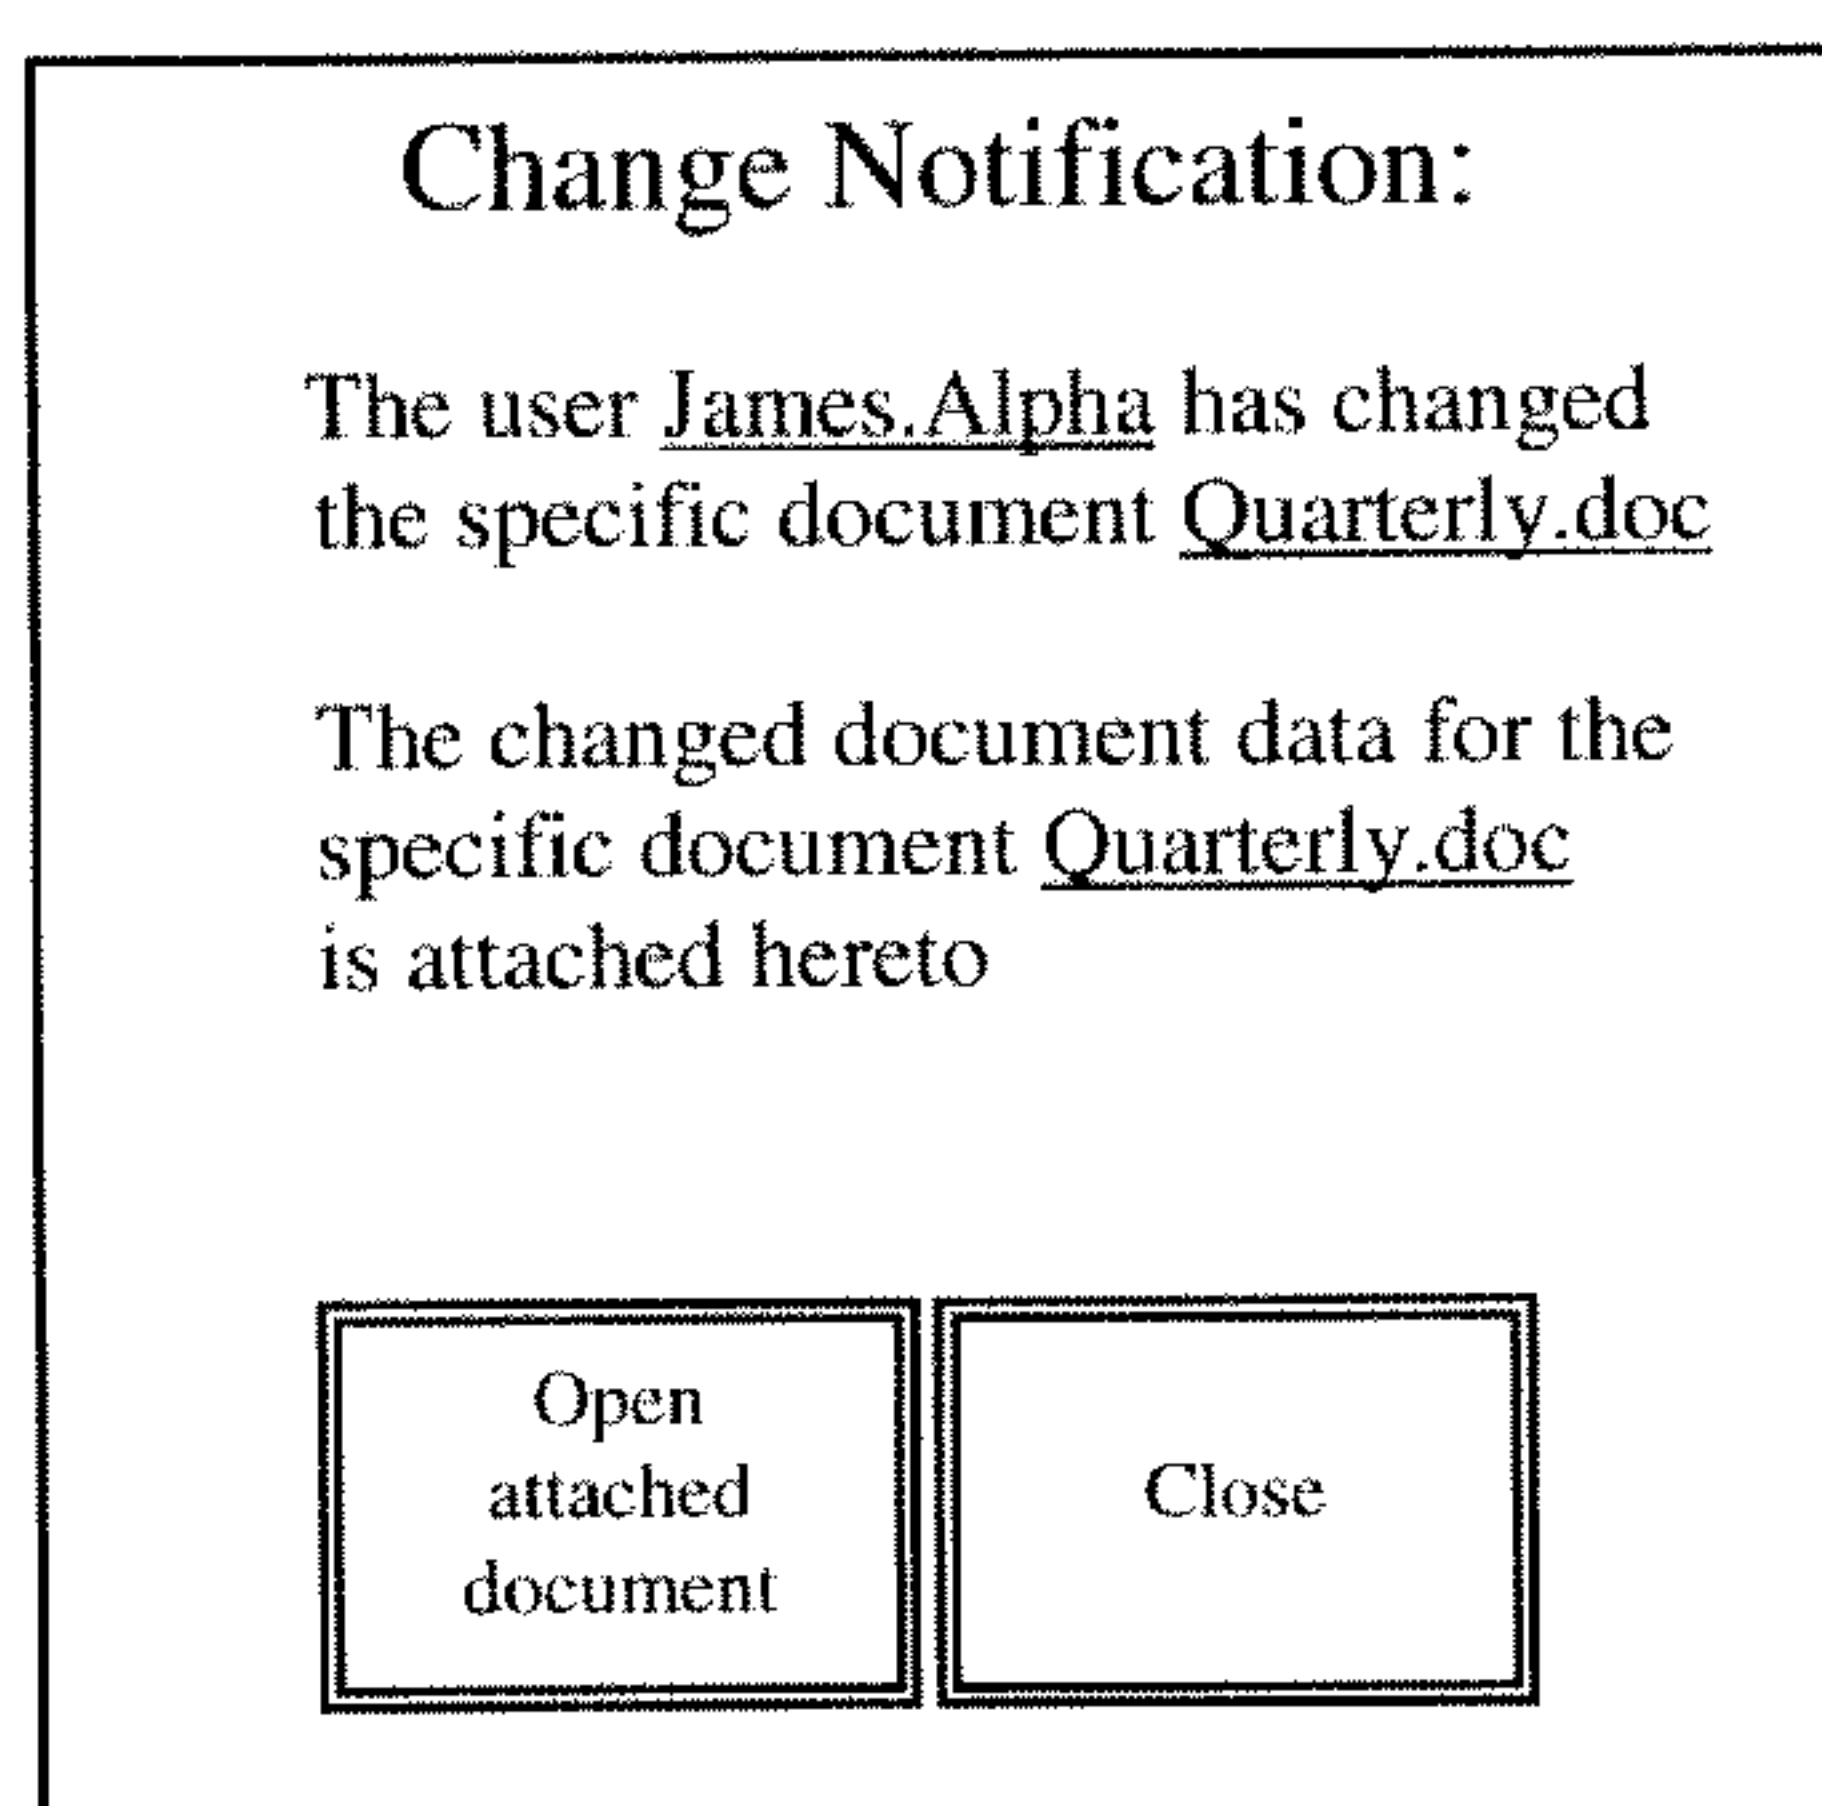 Change Notification:
The user James.Alpha has changed
the specific document Quarterly.doc
The changed document data for the
specific document Quarterly.doc
is attached hereto
Open
attached
document
Close